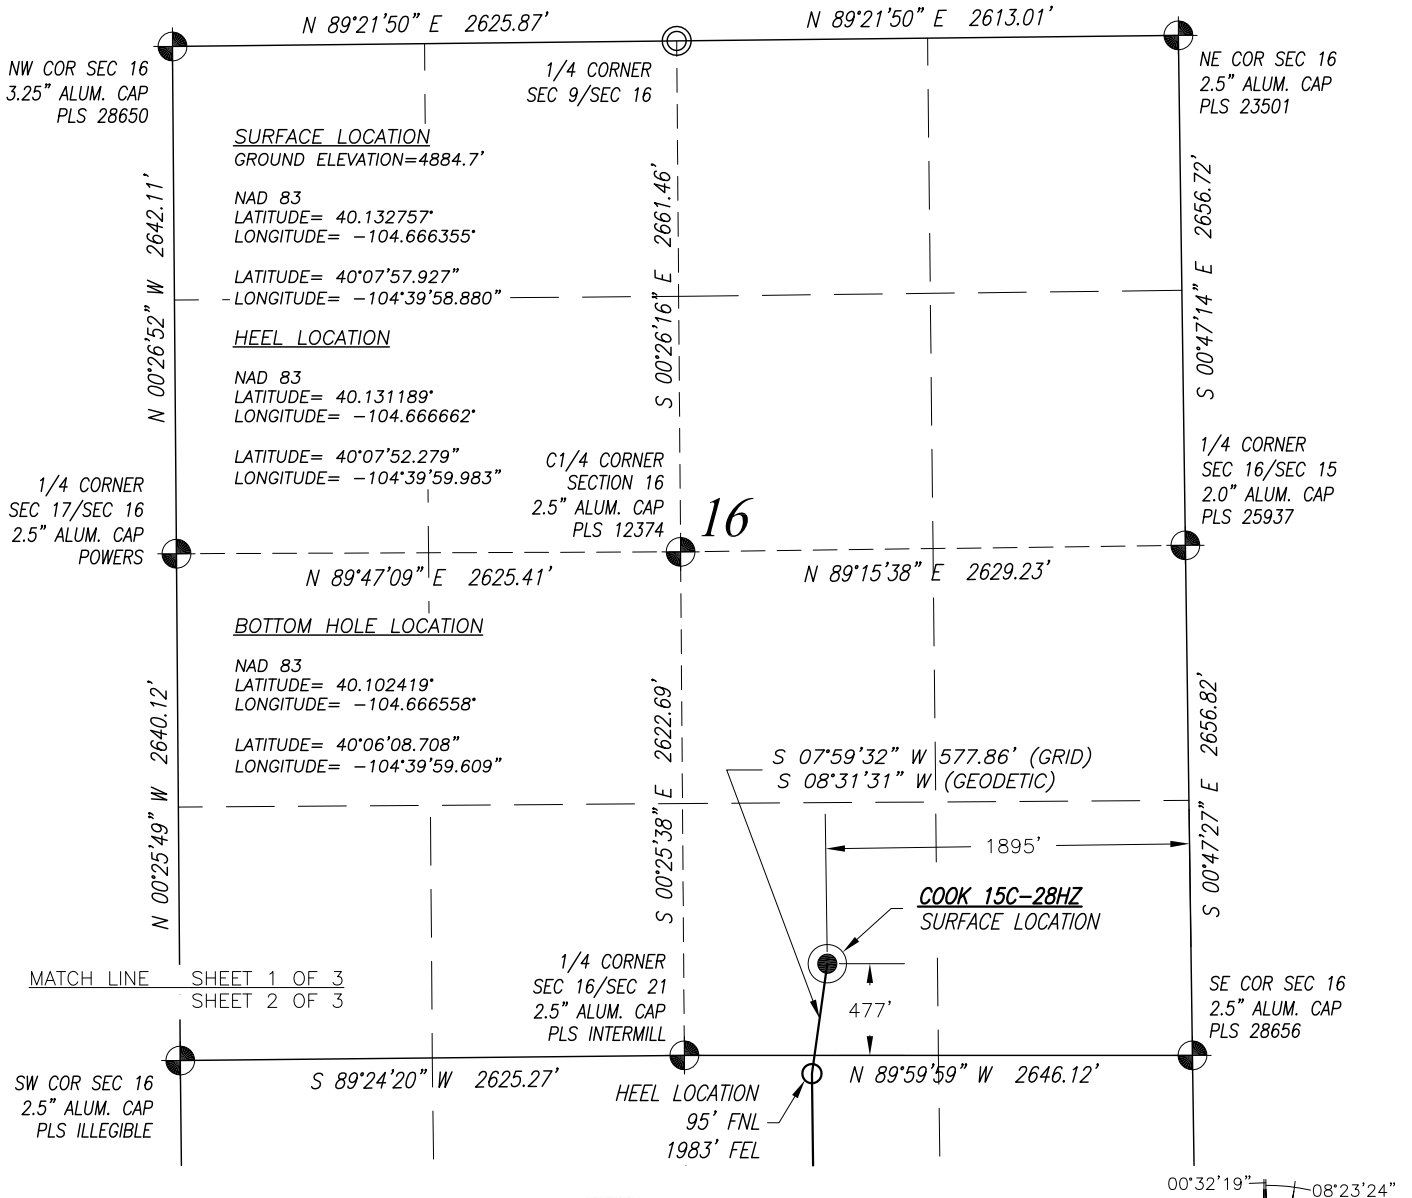 N 89°21'50" E 2625.87'
N 89°21'50" E 2613.01'
NW COR SEC 16
3.25" ALUM. CAP
PLS 28650
1/4 CORNER
SEC 9/SEC 16
NE COR SEC 16
2.5" ALUM. CAP
PLS 23501
SURFACE LOCATION
GROUND ELEVATION=4884.7'
NAD 83
LATITUDE= 40.132757°
LONGITUDE= -104.666355°
LATITUDE= 40°07'57.927"
LONGITUDE= -104°39'58.880"
N 00°26'52" W 2642.11'
S 00°26'16" E 2661.46'
S 00°47'14" E 2656.72'
HEEL LOCATION
NAD 83
LATITUDE= 40.131189°
LONGITUDE= -104.666662°
LATITUDE= 40°07'52.279"
LONGITUDE= -104°39'59.983"
1/4 CORNER
SEC 17/SEC 16
2.5" ALUM. CAP
POWERS
C1/4 CORNER
SECTION 16
2.5" ALUM. CAP
PLS 12374
16
1/4 CORNER
SEC 16/SEC 15
2.0" ALUM. CAP
PLS 25937
N 89°47'09" E 2625.41'
N 89°15'38" E 2629.23'
BOTTOM HOLE LOCATION
NAD 83
LATITUDE= 40.102419°
LONGITUDE= -104.666558°
LATITUDE= 40°06'08.708"
LONGITUDE= -104°39'59.609"
N 00°25'49" W 2640.12'
S 00°25'38" E 2622.69'
S 00°47'27" E 2656.82'
S 07°59'32" W 577.86' (GRID)
S 08°31'31" W (GEODETIC)
1895'
COOK 15C-28HZ
SURFACE LOCATION
477'
MATCH LINE SHEET 1 OF 3
SHEET 2 OF 3
1/4 CORNER
SEC 16/SEC 21
2.5" ALUM. CAP
PLS INTERMILL
SE COR SEC 16
2.5" ALUM. CAP
PLS 28656
SW COR SEC 16
2.5" ALUM. CAP
PLS ILLEGIBLE
S 89°24'20" W 2625.27'
N 89°59'59" W 2646.12'
HEEL LOCATION
95' FNL
1983' FEL
00°32'19"
08°23'24"